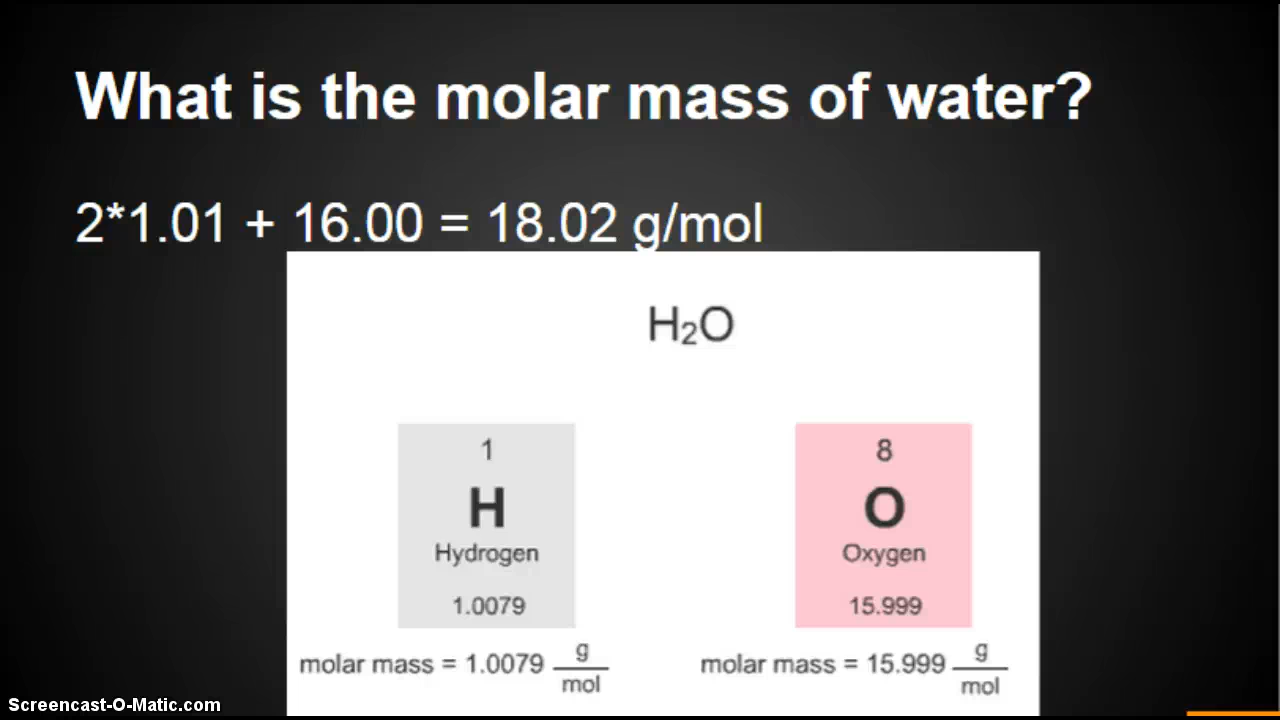 What is the molar mass of water?
2*1.01 + 16.00 = 18.02 g/mol
H₂O
1
H
Hydrogen
1.0079
molar mass = 1.0079 g/mol
8
O
Oxygen
15.999
molar mass = 15.999 g/mol
Screencast-O-Matic.com